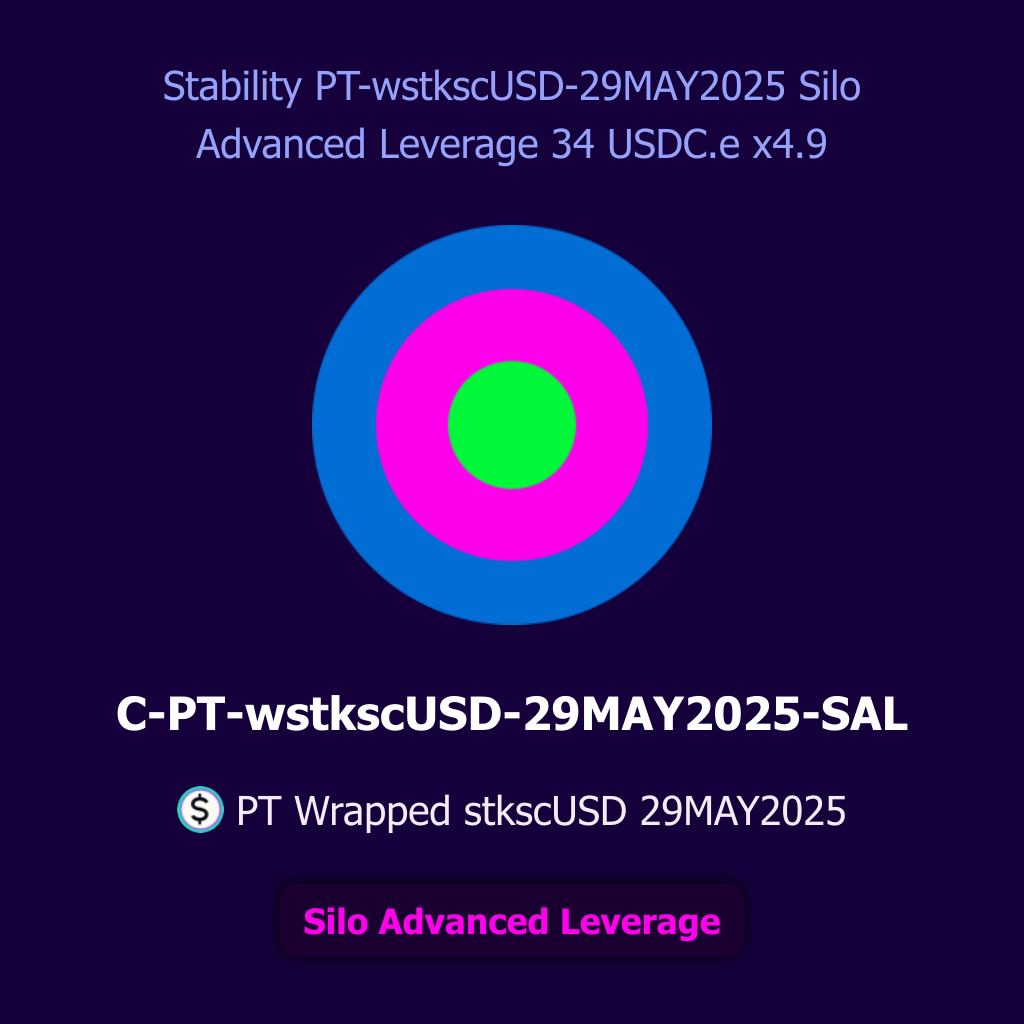 Stability PT-wstkscUSD-29MAY2025 Silo
Advanced Leverage 34 USDC.e x4.9
C-PT-wstkscUSD-29MAY2025-SAL
$ PT Wrapped stkscUSD 29MAY2025
Silo Advanced Leverage